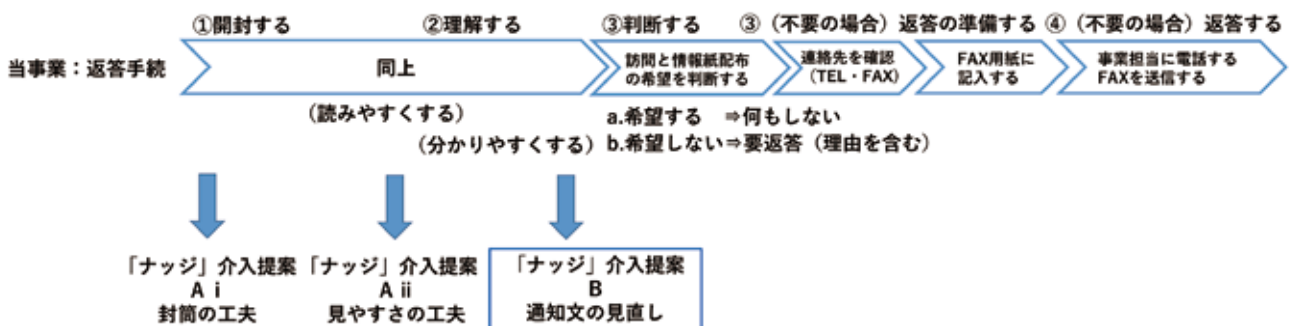 ①開封する ②理解する ③判断する ③（不要の場合）返答の準備する ④（不要の場合）返答する
当事業：返答手続
同上
訪問と情報紙配布
の希望を判断する
連絡先を確認
（TEL・FAX）
FAX用紙に
記入する
事業担当に電話する
FAXを送信する
（読みやすくする）
（分かりやすくする）
a.希望する ⇒何もしない
b.希望しない⇒要返答（理由を含む）
「ナッジ」介入提案
A i
封筒の工夫
「ナッジ」介入提案
A ii
見やすさの工夫
「ナッジ」介入提案
B
通知文の見直し